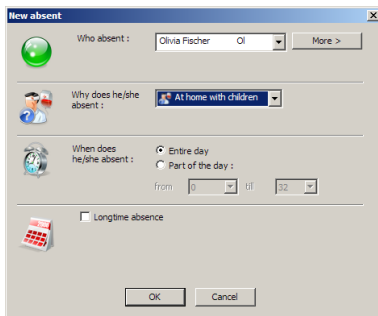 New absent
Who absent :
Olivia Fischer Ol
More >
Why does he/she
absent :
At home with children
When does
he/she absent :
Entire day
Part of the day :
from 0 til 32
Longtime absence
OK Cancel